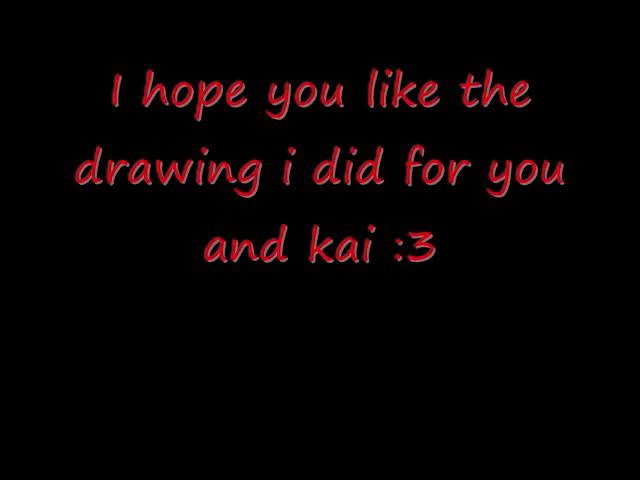 I hope you like the
drawing i did for you
and kai :3